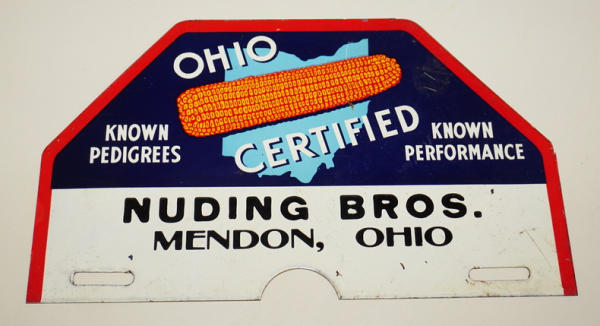 OHIO
CERTIFIED
KNOWN
PEDIGREES
KNOWN
PERFORMANCE
NUDING BROS.
MENDON, OHIO